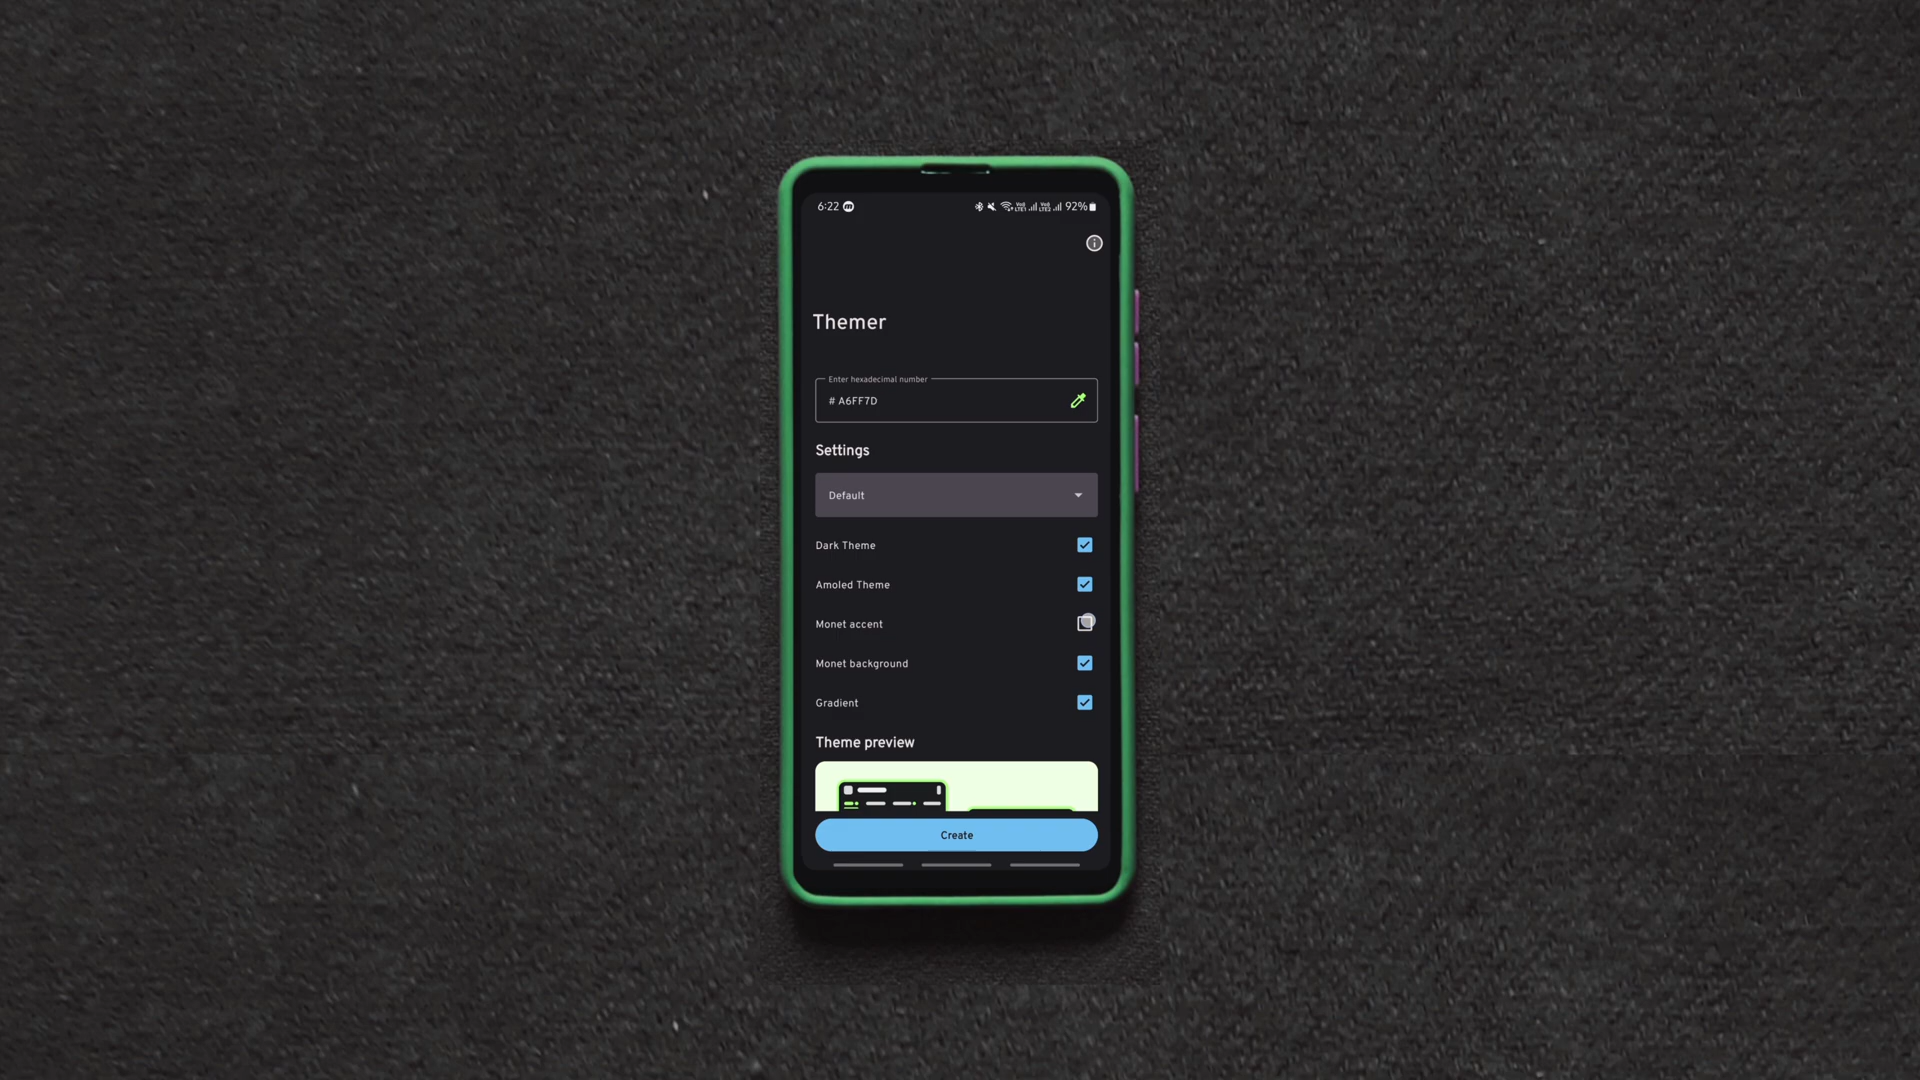 6:22 92%
Themer
Enter hexadecimal number
# A6FF7D
Settings
Default
Dark Theme
Amoled Theme
Monet accent
Monet background
Gradient
Theme preview
Create